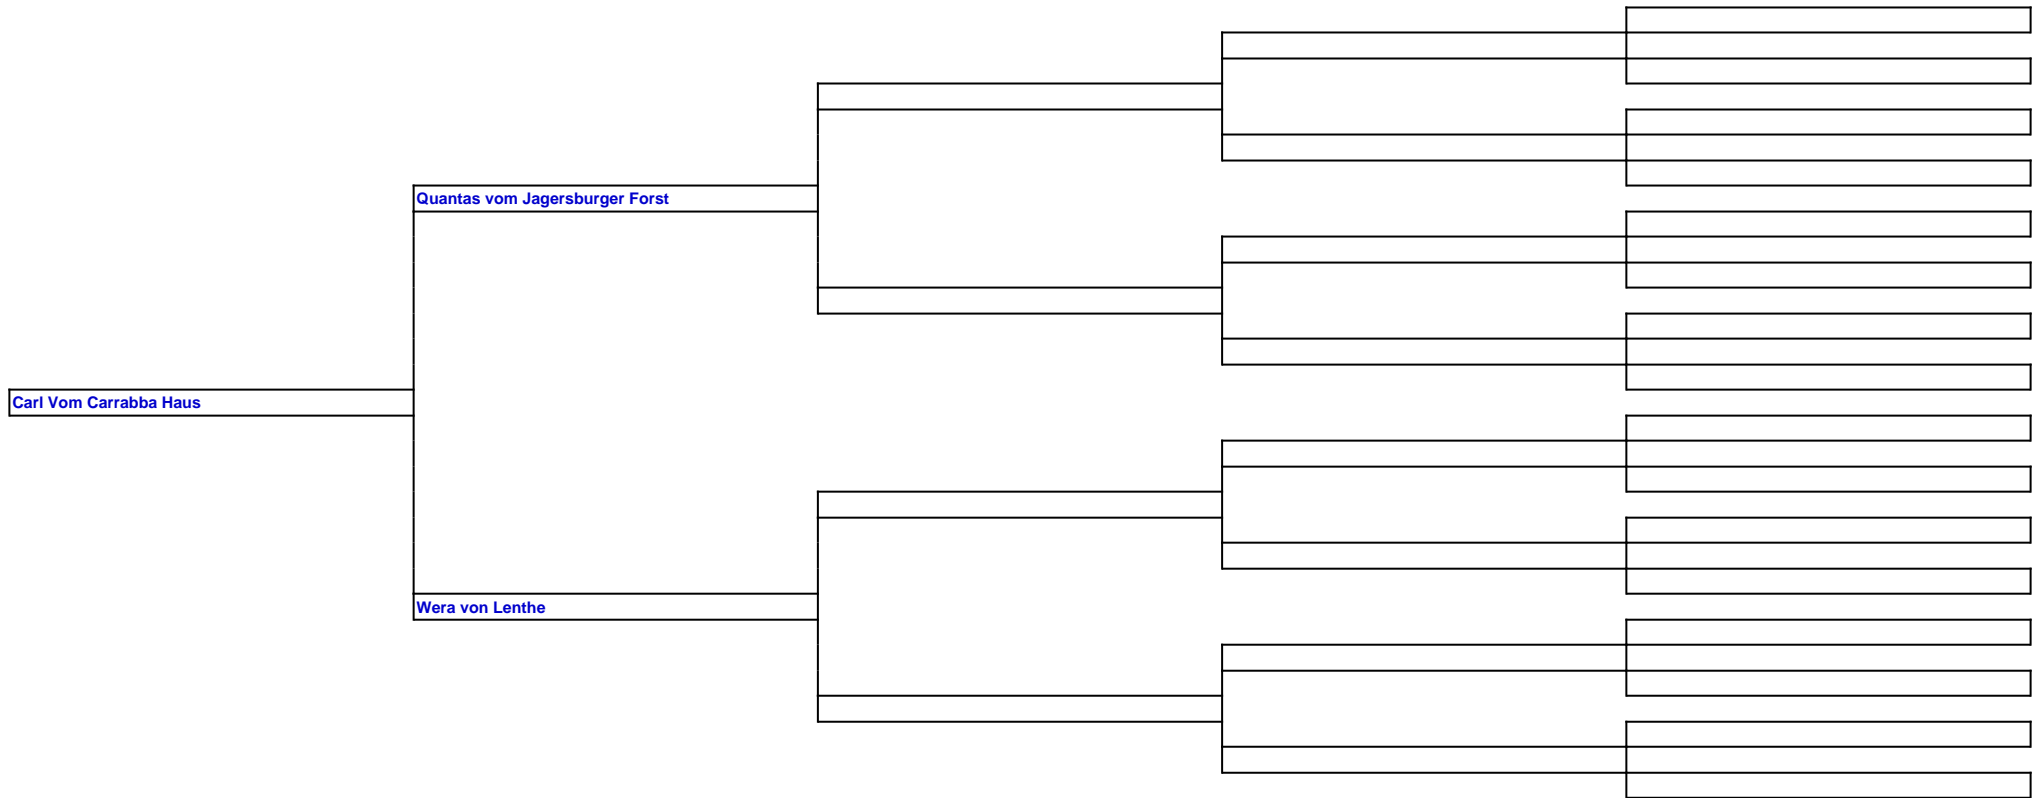 Quantas vom Jagersburger Forst
Carl Vom Carrabba Haus
Wera von Lenthe